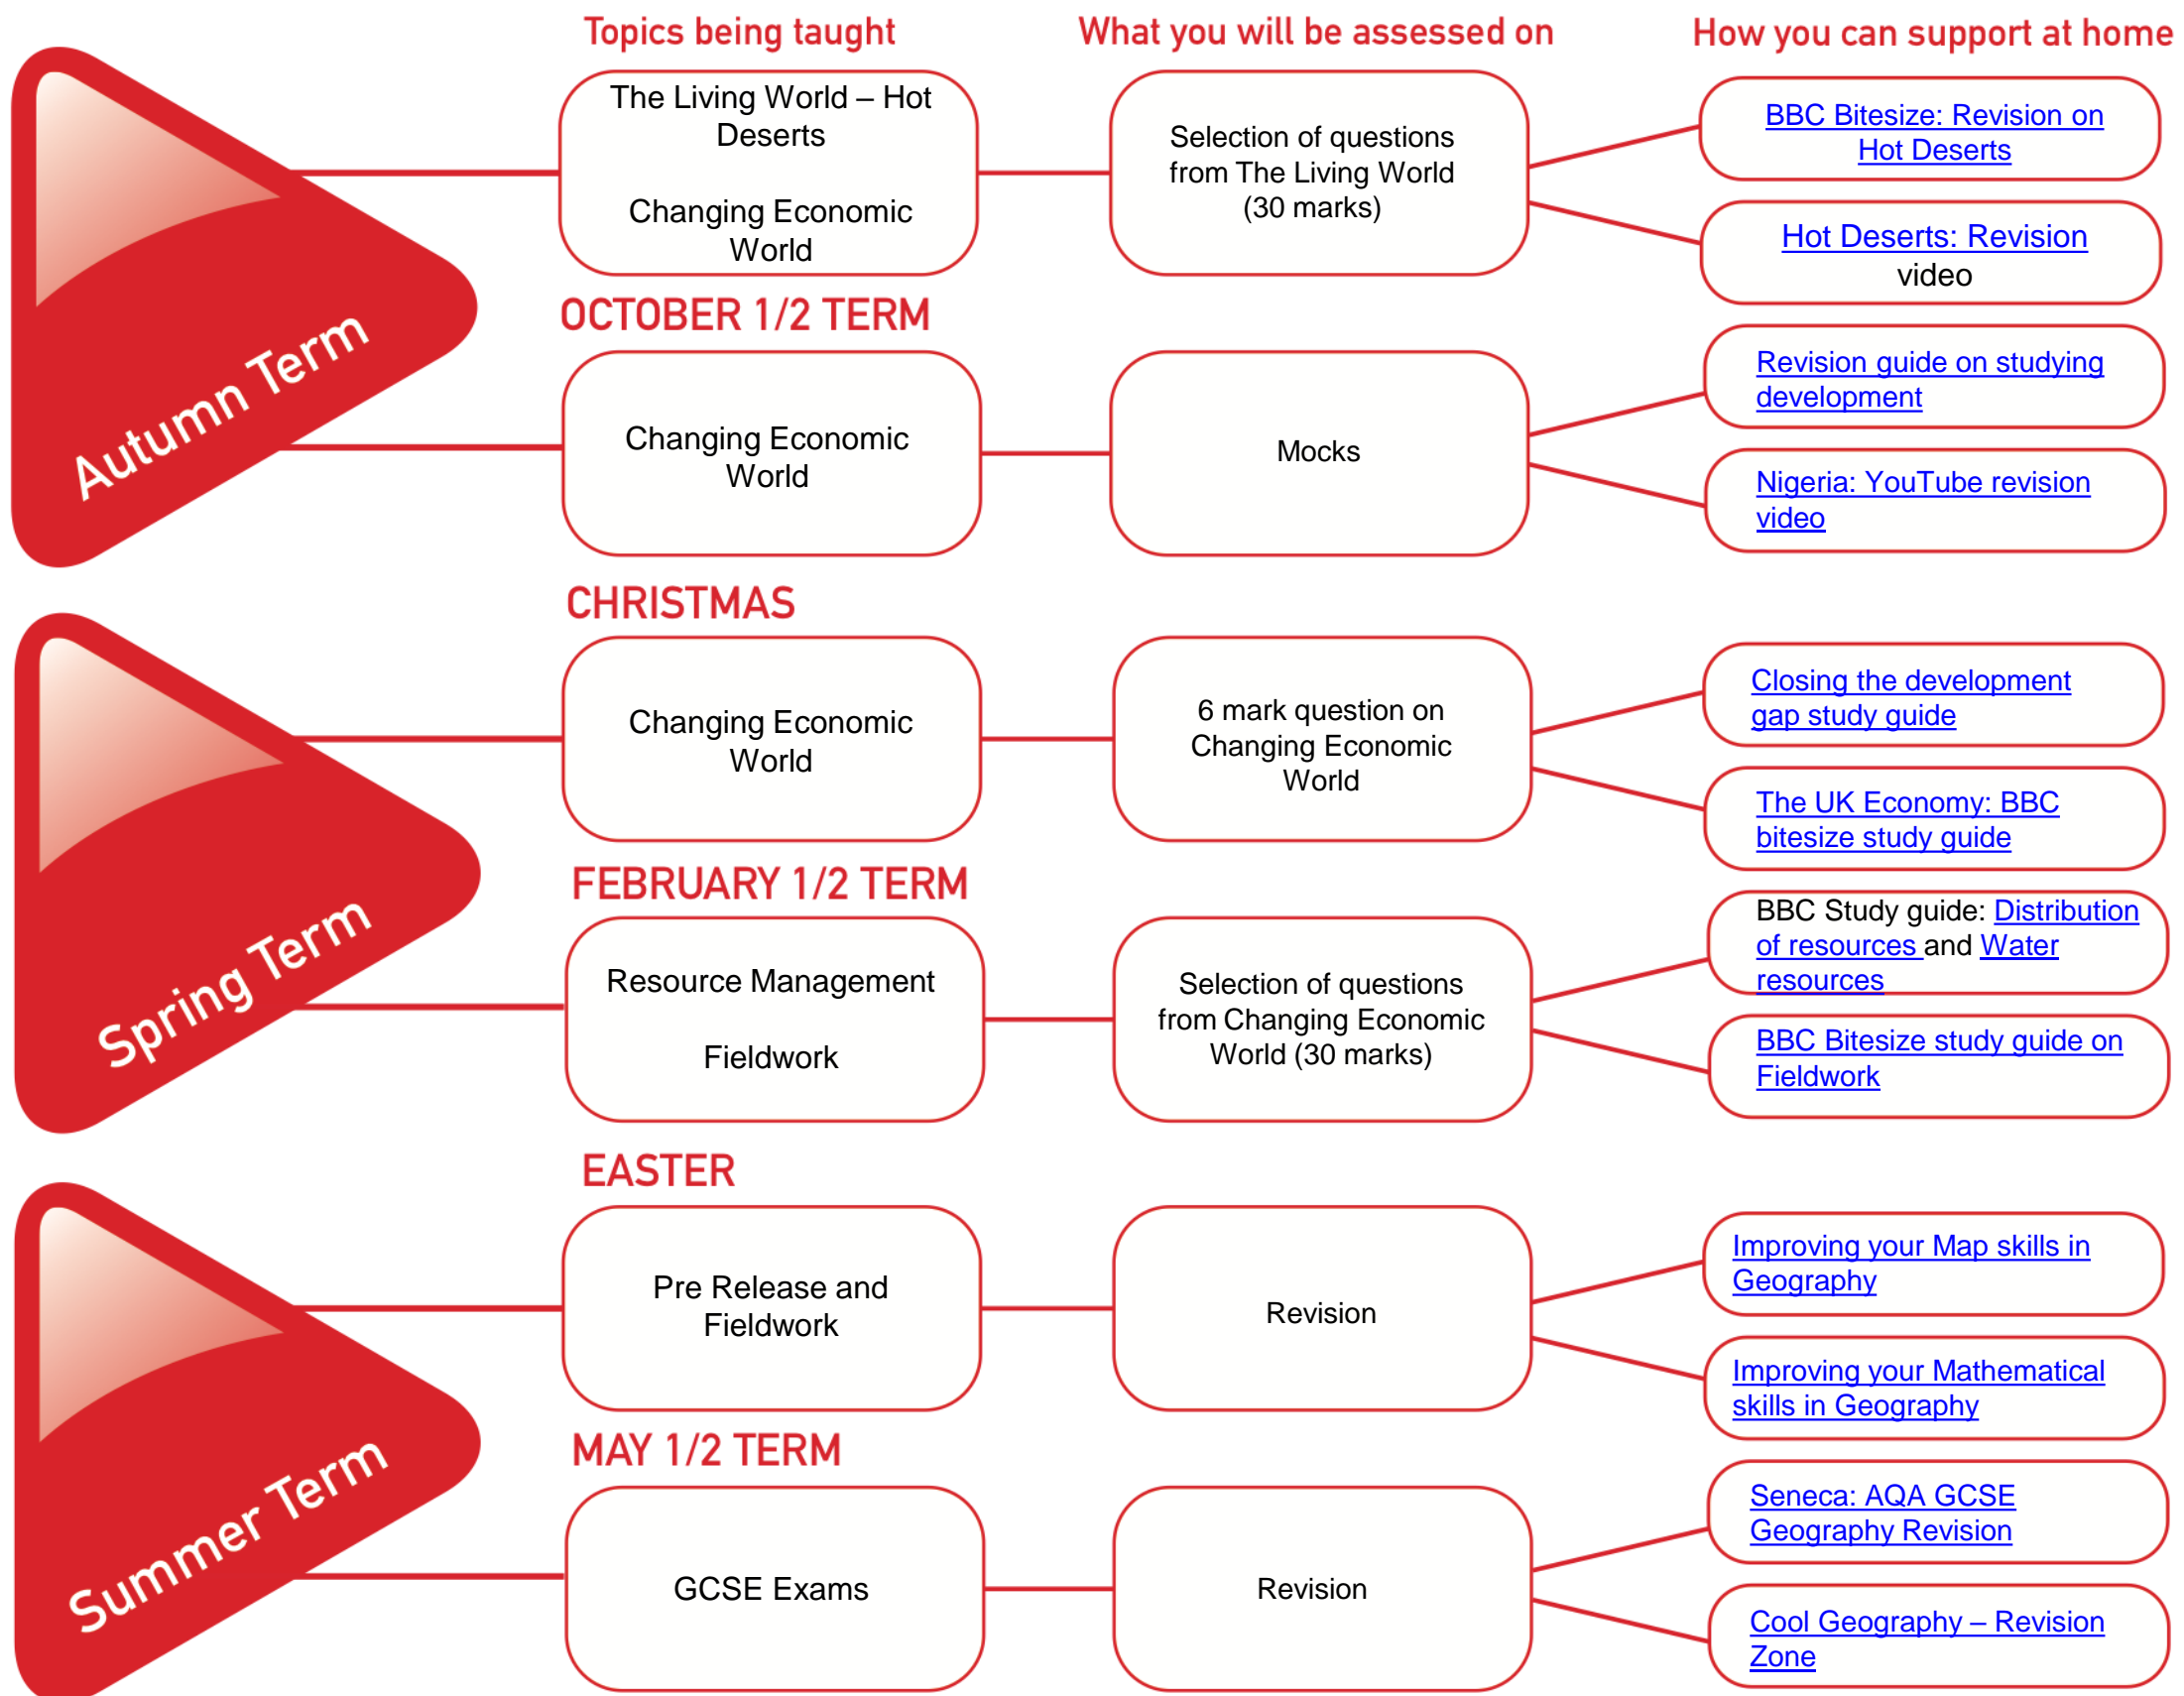 Topics being taught
What you will be assessed on
How you can support at home
Autumn Term
The Living World – Hot
Deserts
Changing Economic
World
Selection of questions
from The Living World
(30 marks)
BBC Bitesize: Revision on
Hot Deserts
Hot Deserts: Revision
video
OCTOBER 1/2 TERM
Changing Economic
World
Mocks
Revision guide on studying
development
Nigeria: YouTube revision
video
CHRISTMAS
Spring Term
Changing Economic
World
6 mark question on
Changing Economic
World
Closing the development
gap study guide
The UK Economy: BBC
bitesize study guide
FEBRUARY 1/2 TERM
Resource Management
Fieldwork
Selection of questions
from Changing Economic
World (30 marks)
BBC Study guide: Distribution
of resources and Water
resources
BBC Bitesize study guide on
Fieldwork
EASTER
Summer Term
Pre Release and
Fieldwork
Revision
Improving your Map skills in
Geography
Improving your Mathematical
skills in Geography
MAY 1/2 TERM
GCSE Exams
Revision
Seneca: AQA GCSE
Geography Revision
Cool Geography – Revision
Zone